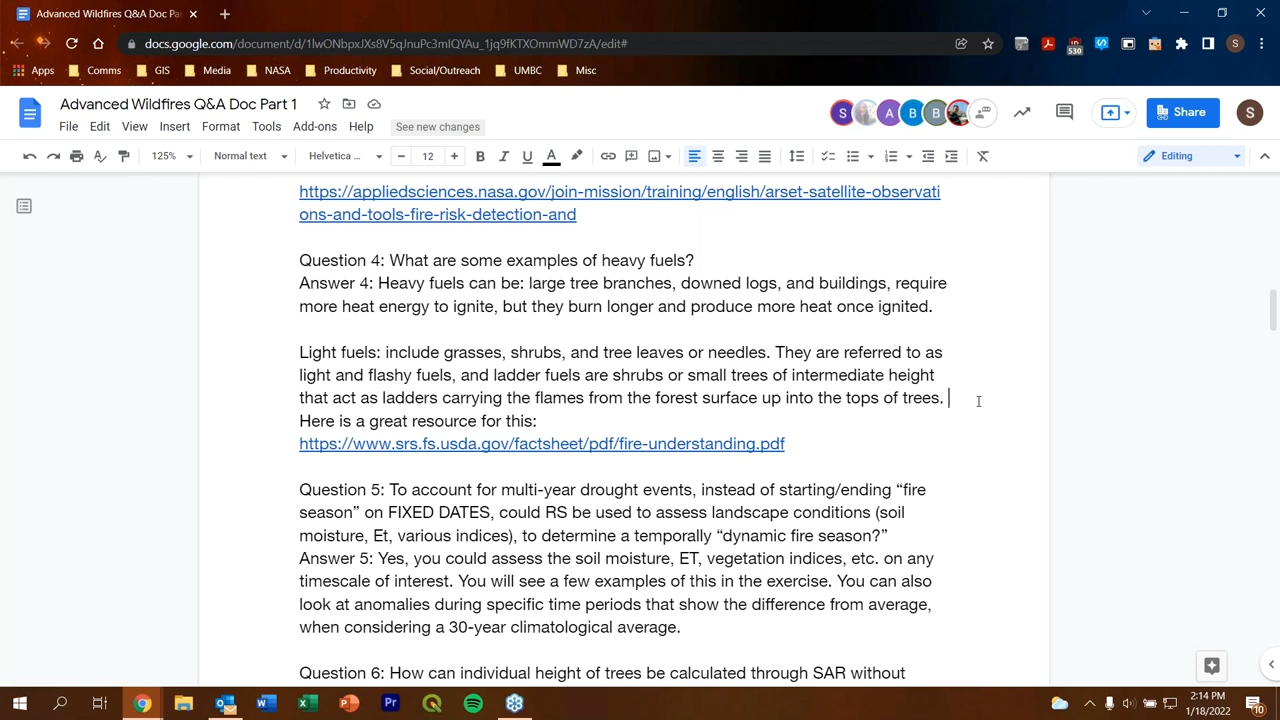 Advanced Wildfires Q&A Doc Pa
docs.google.com/document/d/1lwONbpxJXs8V5qJnuPc3mIQYAu_1jq9fKTXOmmWD7zA/edit#
530
S
Apps Comms GIS Media NASA Productivity Social/Outreach UMBC Misc
Advanced Wildfires Q&A Doc Part 1
S A B B Share S
File Edit View Insert Format Tools Add-ons Help See new changes
125% Normal text Helvetica ... 12 B I U A Editing
https://appliedsciences.nasa.gov/join-mission/training/english/arset-satellite-observati
ons-and-tools-fire-risk-detection-and
Question 4: What are some examples of heavy fuels?
Answer 4: Heavy fuels can be: large tree branches, downed logs, and buildings, require
more heat energy to ignite, but they burn longer and produce more heat once ignited.
Light fuels: include grasses, shrubs, and tree leaves or needles. They are referred to as
light and flashy fuels, and ladder fuels are shrubs or small trees of intermediate height
that act as ladders carrying the flames from the forest surface up into the tops of trees.
Here is a great resource for this:
https://www.srs.fs.usda.gov/factsheet/pdf/fire-understanding.pdf
Question 5: To account for multi-year drought events, instead of starting/ending “fire
season” on FIXED DATES, could RS be used to assess landscape conditions (soil
moisture, Et, various indices), to determine a temporally “dynamic fire season?”
Answer 5: Yes, you could assess the soil moisture, ET, vegetation indices, etc. on any
timescale of interest. You will see a few examples of this in the exercise. You can also
look at anomalies during specific time periods that show the difference from average,
when considering a 30-year climatological average.
Question 6: How can individual height of trees be calculated through SAR without
2:14 PM
1/18/2022
10